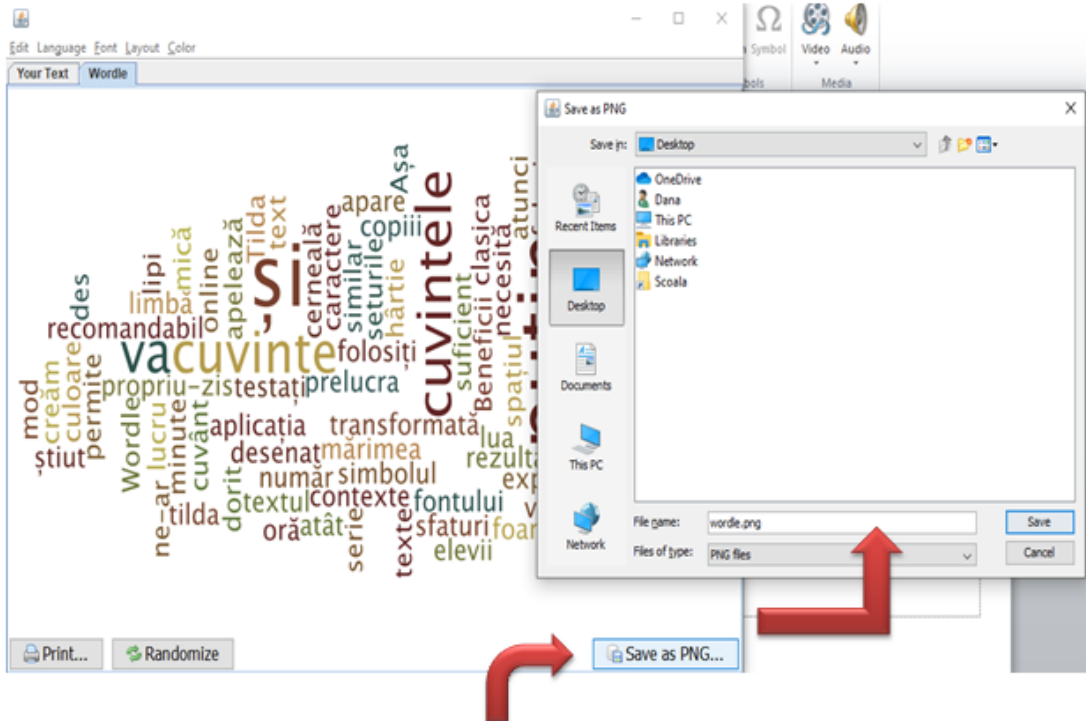 Edit Language Font Layout Color
Your Text Wordle
Symbol
Video
Audio
Media
Save as PNG
Save in:
Desktop
OneDrive
Dana
This PC
Libraries
Network
Scoala
Recent Items
Desktop
Documents
This PC
Network
File name:
wordle.png
Save
Files of type:
PNG files
Cancel
Așa
apare
copiii
cuvintele
clasica
atunci
Tilda
text
caractere
cerneală
similar
seturile
hârtie
suficient
Beneficii
necesită
spațiul
și
apelează
online
mică
lipi
limbă
des
recomandabil
va
cuvinte
folosiți
mod
creăm
culoare
permite
știut
propriu-zis
testați
prelucra
Wordle
lucru
minute
cuvânt
aplicația
transformată
lua
desenat
mărimea
număr
simbolul
dorit
textul
contexte
fontului
ne-ar
tilda
oră
atât
serie
texte
sfaturi
elevii
Print...
Randomize
Save as PNG...